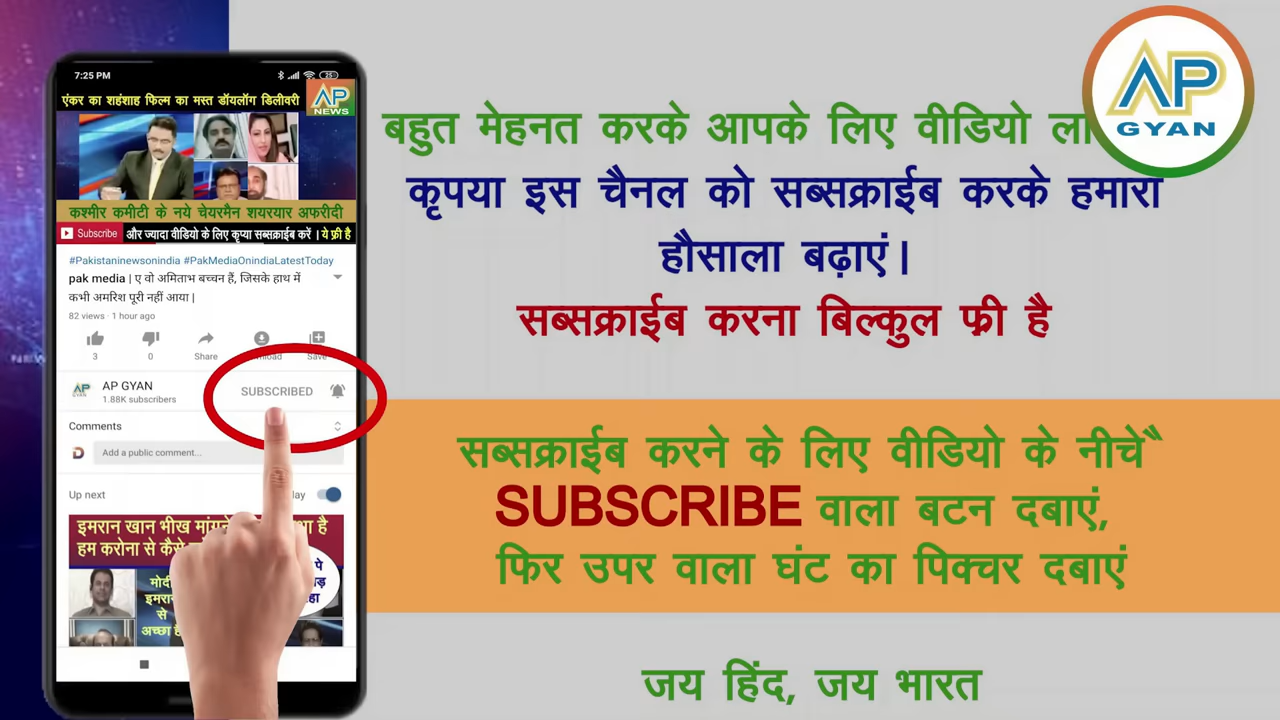 7:25 PM
25
एंकर का शहंशाह फिल्म का मस्त डॉयलॉग डिलीवरी
AP
NEWS
कश्मीर कमीटी के नये चेयरमैन शयरयार अफरीदी
Subscribe और ज्यादा वीडियो के लिए कृप्या सब्सक्राईब करें । ये फ्री है
#Pakistaninewsonindia #PakMediaOnindiaLatestToday
pak media | ए वो अमिताभ बच्चन हैं, जिसके हाथ में
कभी अमरिश पूरी नहीं आया |
82 views · 1 hour ago
3 0 Share Save
AP GYAN
1.88K subscribers
SUBSCRIBED
Comments
Add a public comment...
Up next
इमरान खान भीख
हम करोना से
मोदी
से
अच्छा
AP
GYAN
बहुत मेहनत करके आपके लिए वीडियो
कृपया इस चैनल को सब्सक्राईब करके हमारा
हौसाला बढ़ाएं।
सब्सक्राईब करना बिल्कुल फ्री है
सब्सक्राईब करने के लिए वीडियो के नीचे"
SUBSCRIBE वाला बटन दबाएं,
फिर उपर वाला घंट का पिक्चर दबाएं
जय हिंद, जय भारत